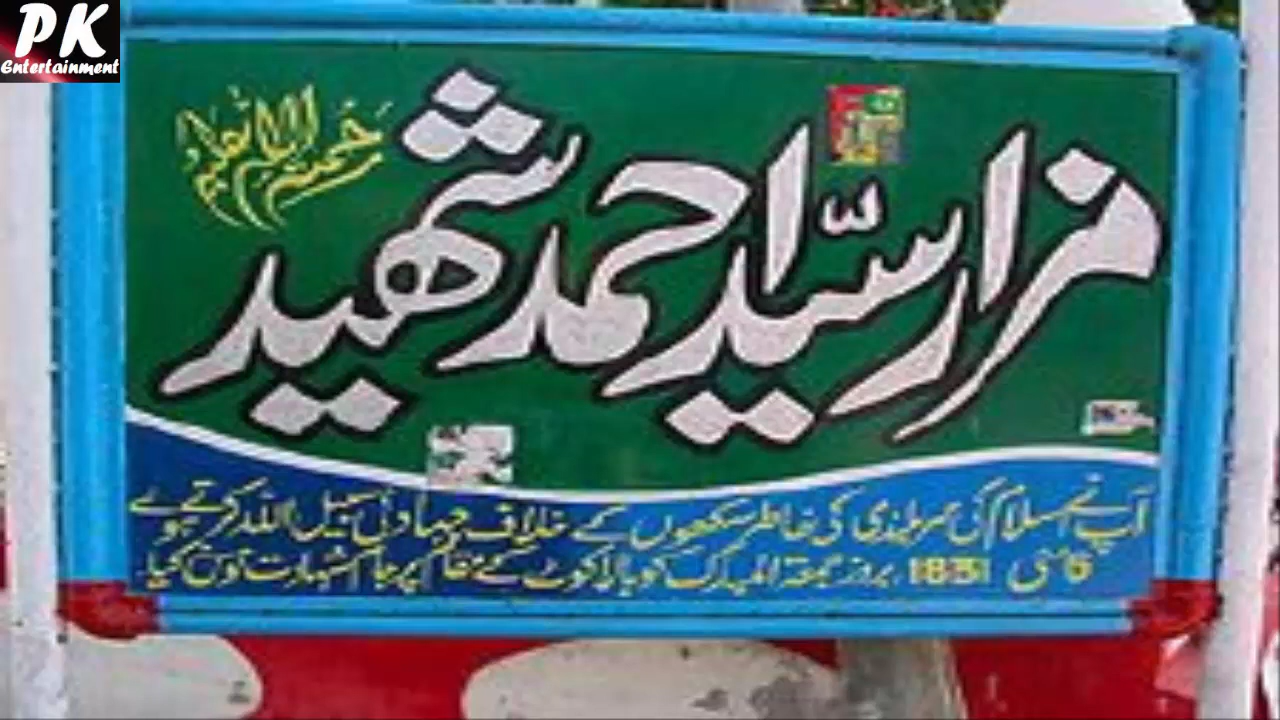 PK
Entertainment
مزار سیّد احمد شہید
رحمتہ اللہ تعالیٰ علیہ
آپ نے اسلام کی سربلندی کی خاطر سکھوں کے خلاف جہاد فی سبیل اللہ کرتے ہوئے
6 مئی 1831 بروز جمعۃ المبارک کو بالاکوٹ کے مقام پر جام شہادت نوش کیا۔